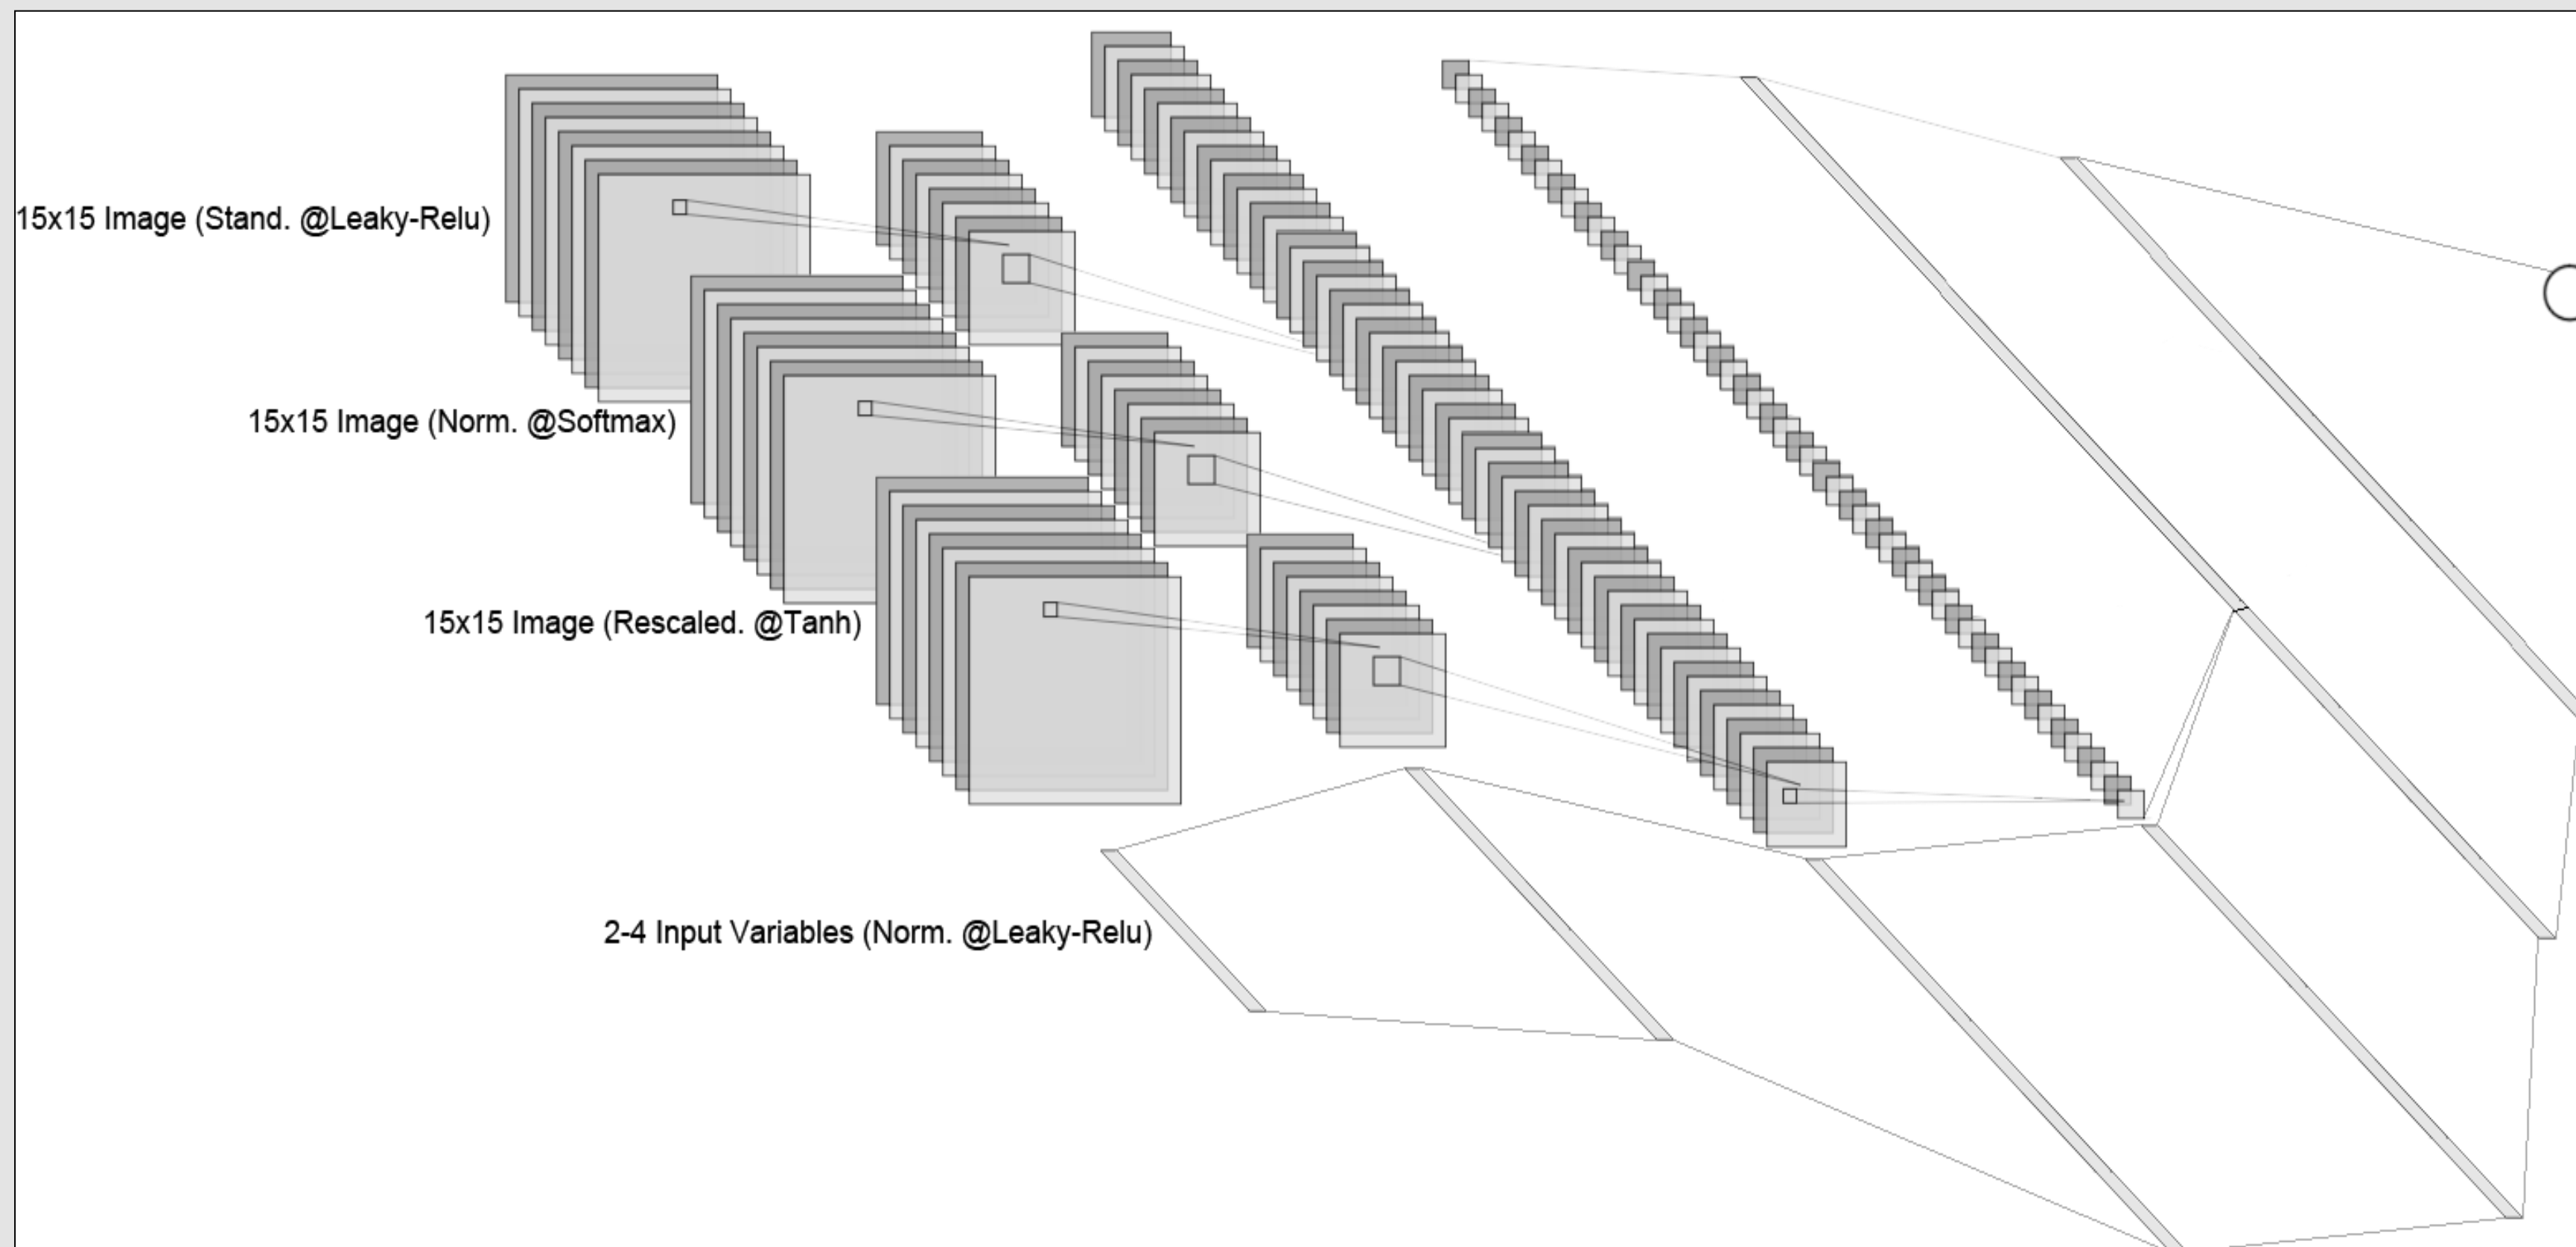 15x15 Image (Stand. @Leaky-Relu)
15x15 Image (Norm. @Softmax)
15x15 Image (Rescaled. @Tanh)
2-4 Input Variables (Norm. @Leaky-Relu)